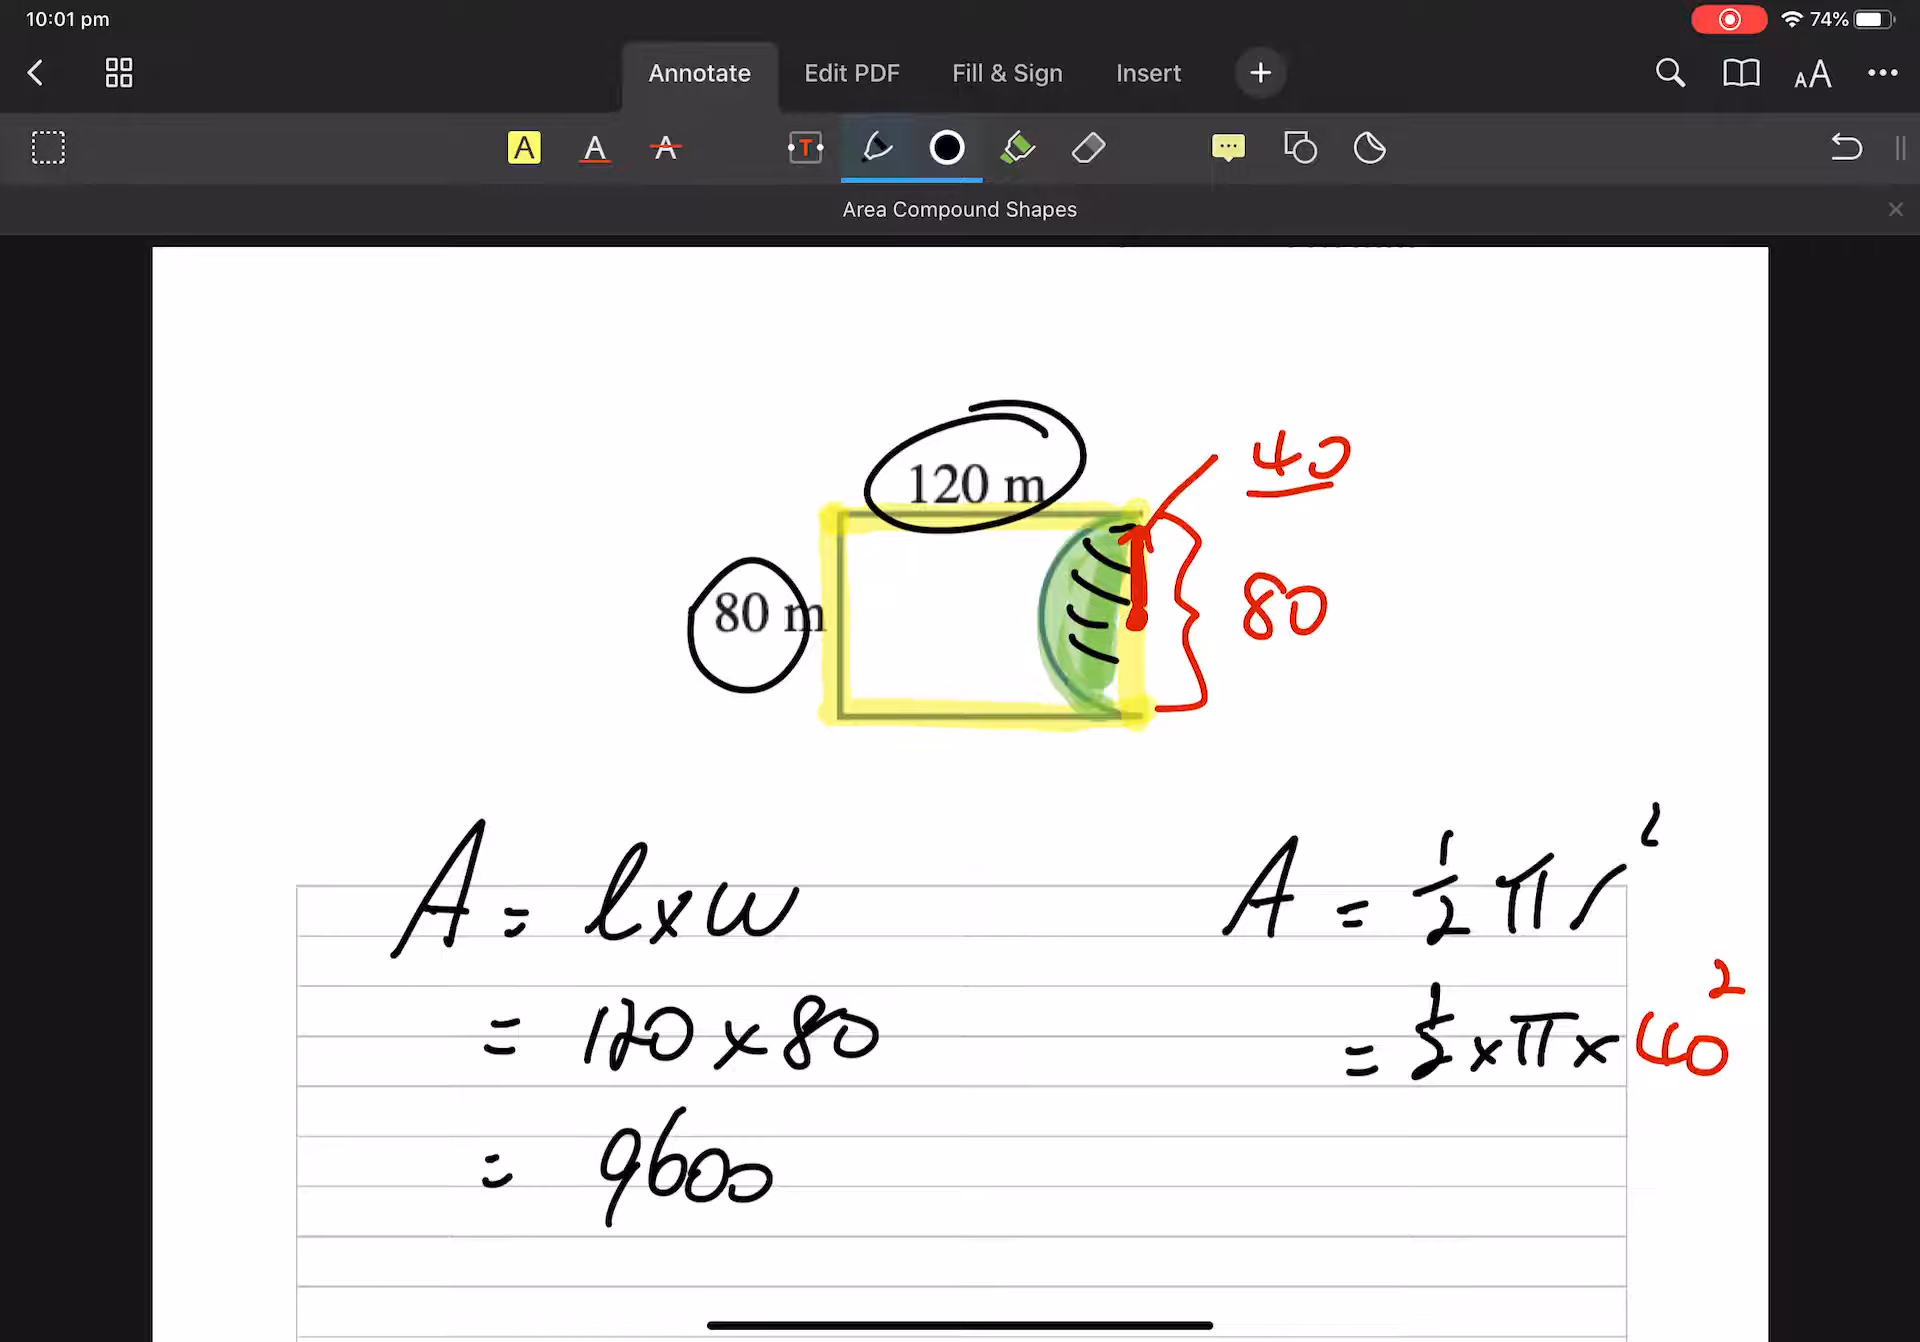 10:01 pm
74%
Annotate Edit PDF Fill & Sign Insert
A A A T AA
Area Compound Shapes
120 m
40
80 m
80
A = l x w
= 120 x 80
= 9600
A = 1/2 π r²
= 1/2 x π x 40²